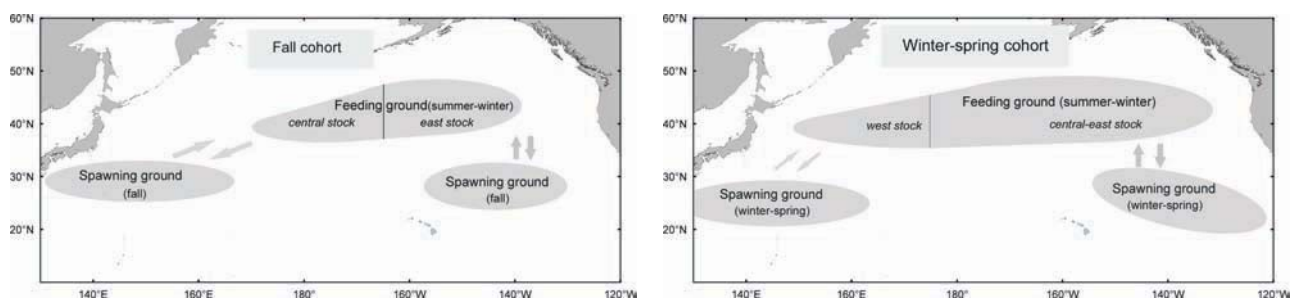 60°N
50°N
40°N
30°N
20°N
Fall cohort
Feeding ground(summer-winter)
central stock east stock
Spawning ground
(fall)
Spawning ground
(fall)
140°E 160°E 180° 160°W 140°W 120°W
60°N
50°N
40°N
30°N
20°N
Winter-spring cohort
Feeding ground (summer-winter)
west stock central-east stock
Spawning ground
(winter-spring)
Spawning ground
(winter-spring)
140°E 160°E 180° 160°W 140°W 120°W